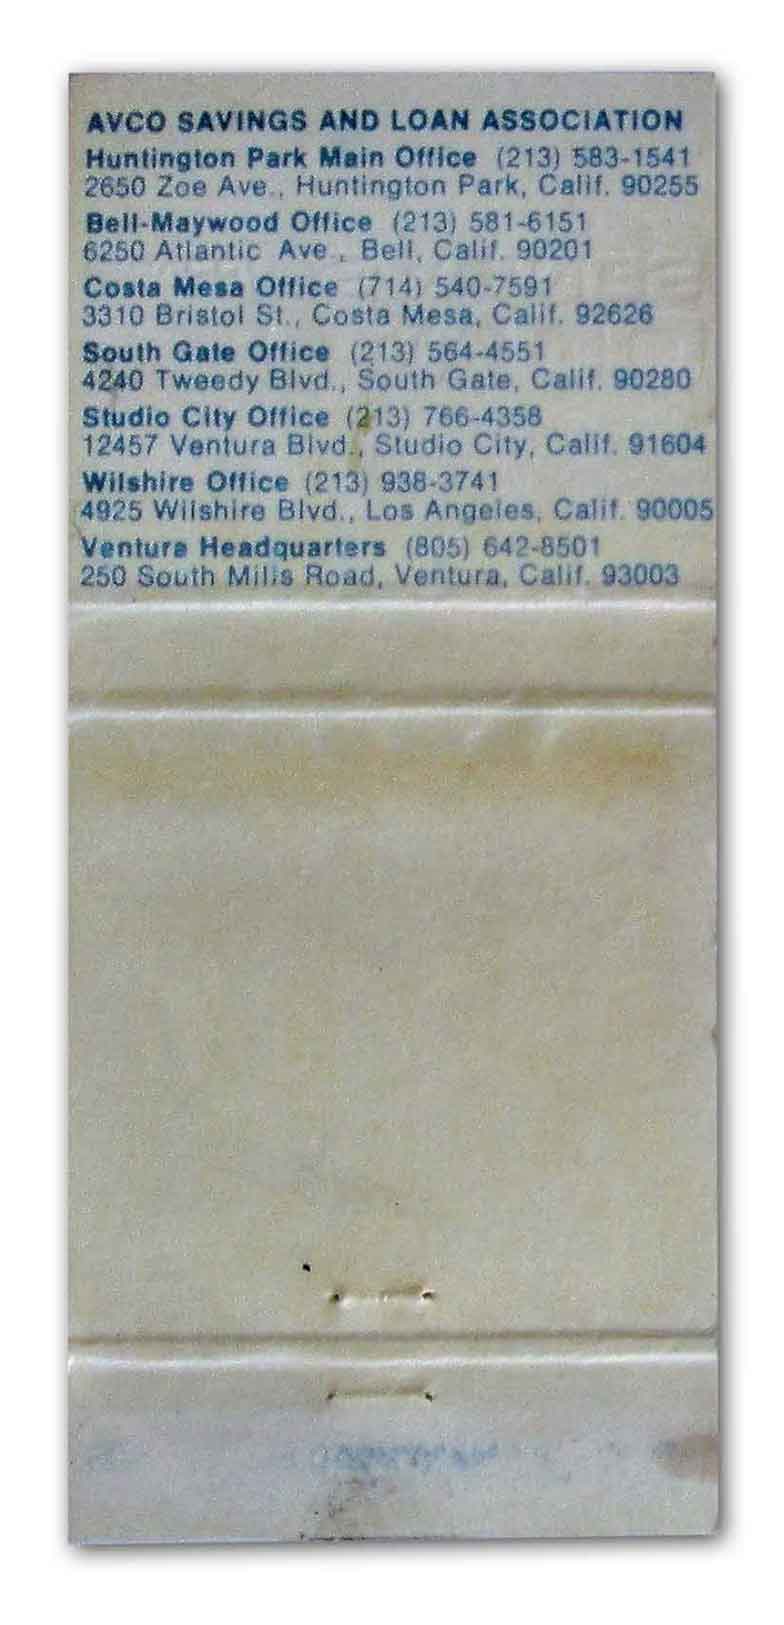 AVCO SAVINGS AND LOAN ASSOCIATION
Huntington Park Main Office (213) 583-1541
2650 Zoe Ave., Huntington Park, Calif. 90255
Bell-Maywood Office (213) 581-6151
6250 Atlantic Ave., Bell, Calif. 90201
Costa Mesa Office (714) 540-7591
3310 Bristol St., Costa Mesa, Calif. 92626
South Gate Office (213) 564-4551
4240 Tweedy Blvd., South Gate, Calif. 90280
Studio City Office (213) 766-4358
12457 Ventura Blvd., Studio City, Calif. 91604
Wilshire Office (213) 938-3741
4925 Wilshire Blvd., Los Angeles, Calif. 90005
Ventura Headquarters (805) 642-8501
250 South Mills Road, Ventura, Calif. 93003